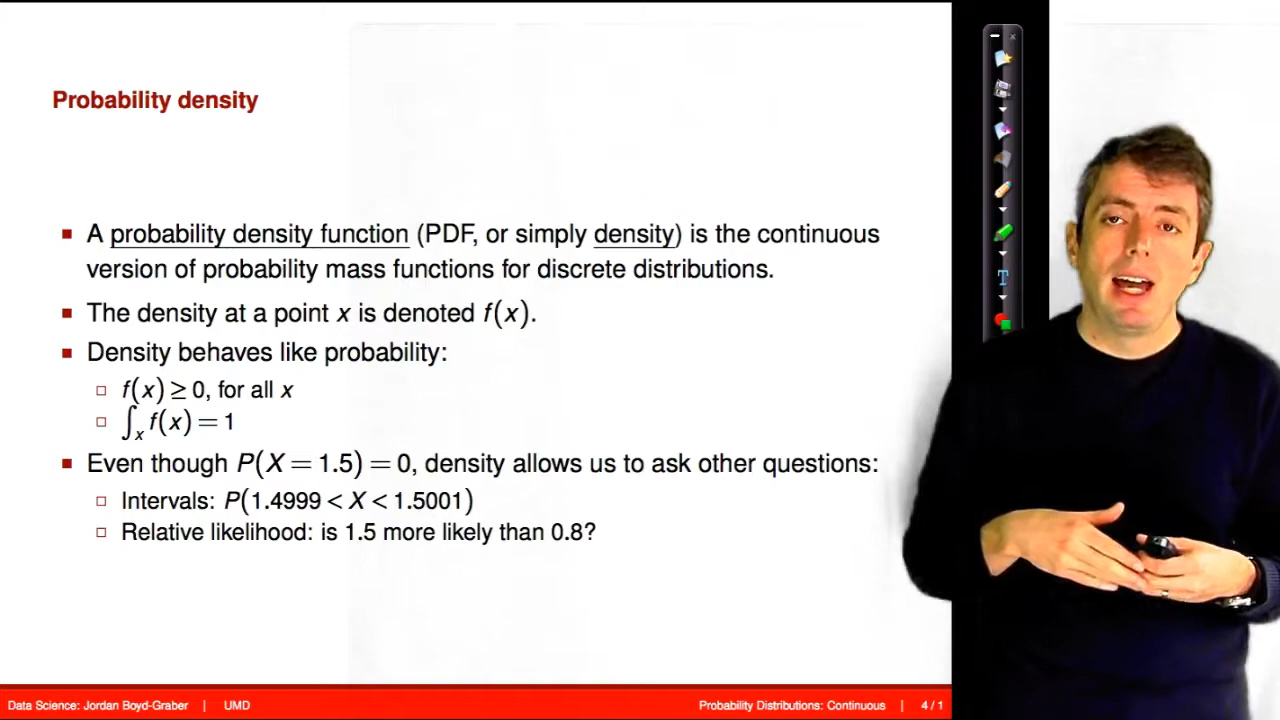 Probability density
■ A probability density function (PDF, or simply density) is the continuous
version of probability mass functions for discrete distributions.
■ The density at a point x is denoted f(x).
■ Density behaves like probability:
□ f(x) ≥ 0, for all x
□ ∫ₓ f(x) = 1
■ Even though P(X = 1.5) = 0, density allows us to ask other questions:
□ Intervals: P(1.4999 < X < 1.5001)
□ Relative likelihood: is 1.5 more likely than 0.8?
T
Data Science: Jordan Boyd-Graber | UMD Probability Distributions: Continuous | 4 / 1